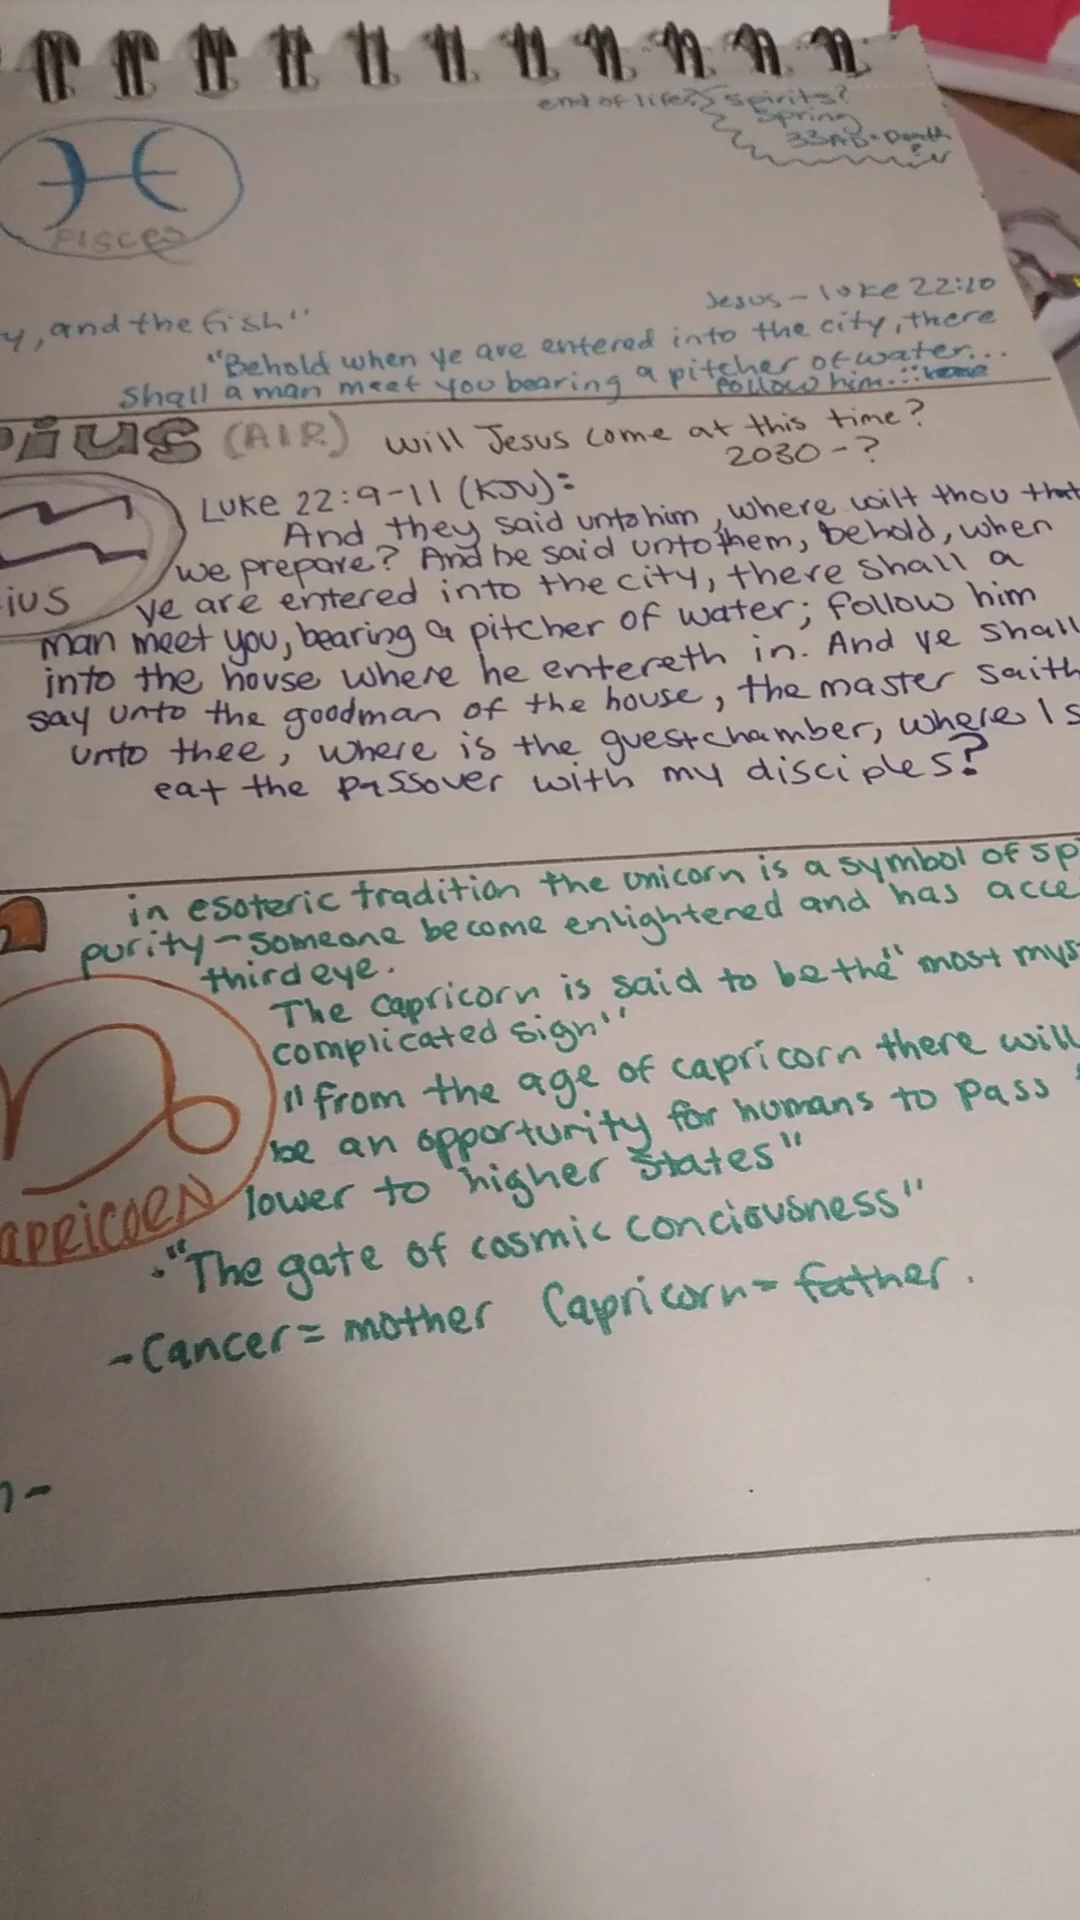 end of life? spirits?
Spring
33AD = Death
?
PISCES
Jesus - Luke 22:10
y, and the fish"
"Behold when ye are entered into the city, there
shall a man meet you bearing a pitcher of water...
follow him...
ius (AIR) will Jesus come at this time?
2030 - ?
Luke 22:9-11 (KJV):
And they said unto him, where wilt thou that
we prepare? And he said unto them, behold, when
ius ye are entered into the city, there shall a
man meet you, bearing a pitcher of water; follow him
into the house where he entereth in. And ye shall
say unto the goodman of the house, the master saith
unto thee, where is the guestchamber, where I s
eat the passover with my disciples?
in esoteric tradition the unicorn is a symbol of sp
purity - someone become enlightened and has acce
third eye.
The capricorn is said to be the "most mys
complicated sign"
"from the age of capricorn there will
be an opportunity for humans to pass
lower to higher states"
apricorn
"The gate of cosmic conciousness"
- Cancer = mother Capricorn = father.